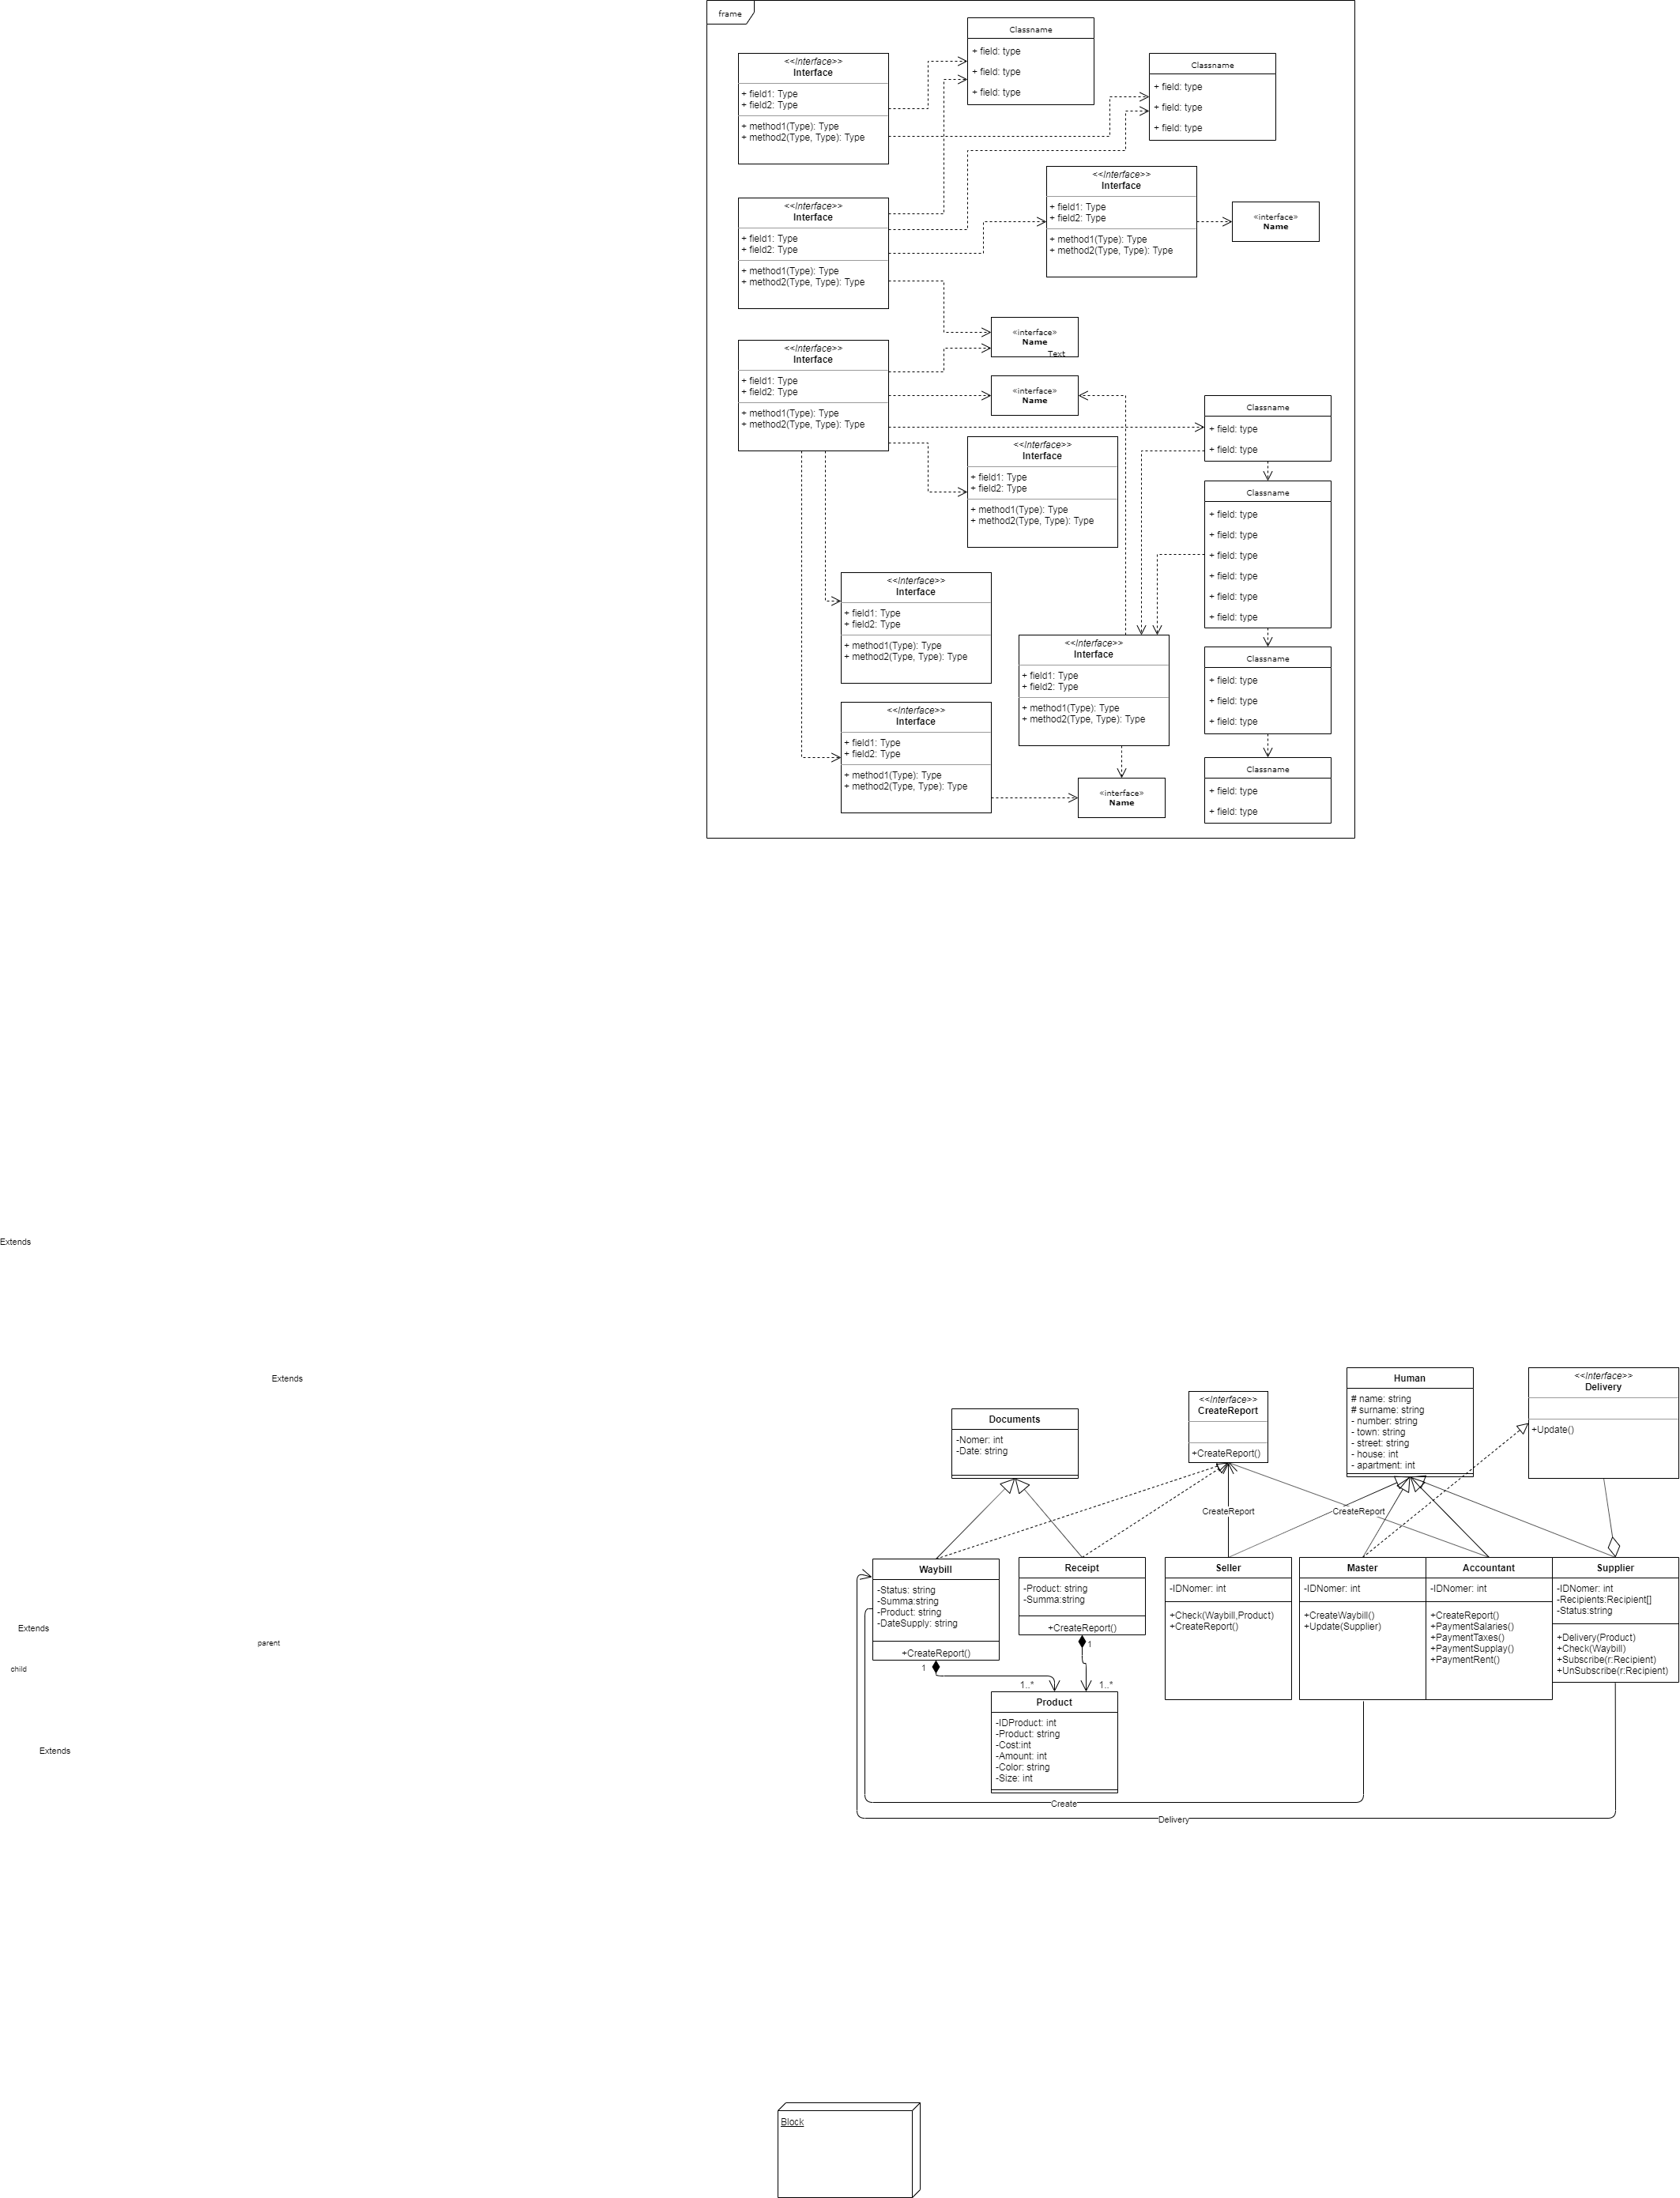 frame
Classname
+ field: type
+ field: type
+ field: type
<<Interface>>
Interface
+ field1: Type
+ field2: Type
+ method1(Type): Type
+ method2(Type, Type): Type
Classname
+ field: type
+ field: type
+ field: type
<<Interface>>
Interface
+ field1: Type
+ field2: Type
+ method1(Type): Type
+ method2(Type, Type): Type
<<Interface>>
Interface
+ field1: Type
+ field2: Type
+ method1(Type): Type
+ method2(Type, Type): Type
«interface»
Name
«interface»
Name
Text
<<Interface>>
Interface
+ field1: Type
+ field2: Type
+ method1(Type): Type
+ method2(Type, Type): Type
«interface»
Name
Classname
+ field: type
+ field: type
<<Interface>>
Interface
+ field1: Type
+ field2: Type
+ method1(Type): Type
+ method2(Type, Type): Type
Classname
+ field: type
+ field: type
+ field: type
+ field: type
+ field: type
+ field: type
<<Interface>>
Interface
+ field1: Type
+ field2: Type
+ method1(Type): Type
+ method2(Type, Type): Type
<<Interface>>
Interface
+ field1: Type
+ field2: Type
+ method1(Type): Type
+ method2(Type, Type): Type
Classname
+ field: type
+ field: type
+ field: type
<<Interface>>
Interface
+ field1: Type
+ field2: Type
+ method1(Type): Type
+ method2(Type, Type): Type
«interface»
Name
Classname
+ field: type
+ field: type
Extends
Extends
Extends
parent
child
Extends
Documents
-Nomer: int
-Date: string
<<Interface>>
CreateReport
+CreateReport()
Human
# name: string
# surname: string
- number: string
- town: string
- street: string
- house: int
- apartment: int
<<Interface>>
Delivery
+Update()
CreateReport
CreateReport
Waybill
-Status: string
-Summa:string
-Product: string
-DateSupply: string
+CreateReport()
Receipt
-Product: string
-Summa:string
+CreateReport()
Seller
-IDNomer: int
+Check(Waybill,Product)
+CreateReport()
Master
-IDNomer: int
+CreateWaybill()
+Update(Supplier)
Accountant
-IDNomer: int
+CreateReport()
+PaymentSalaries()
+PaymentTaxes()
+PaymentSupplay()
+PaymentRent()
Supplier
-IDNomer: int
-Recipients:Recipient[]
-Status:string
+Delivery(Product)
+Check(Waybill)
+Subscribe(r:Recipient)
+UnSubscribe(r:Recipient)
1
1
1..*
1..*
Product
-IDProduct: int
-Product: string
-Cost:int
-Amount: int
-Color: string
-Size: int
Create
Delivery
Block